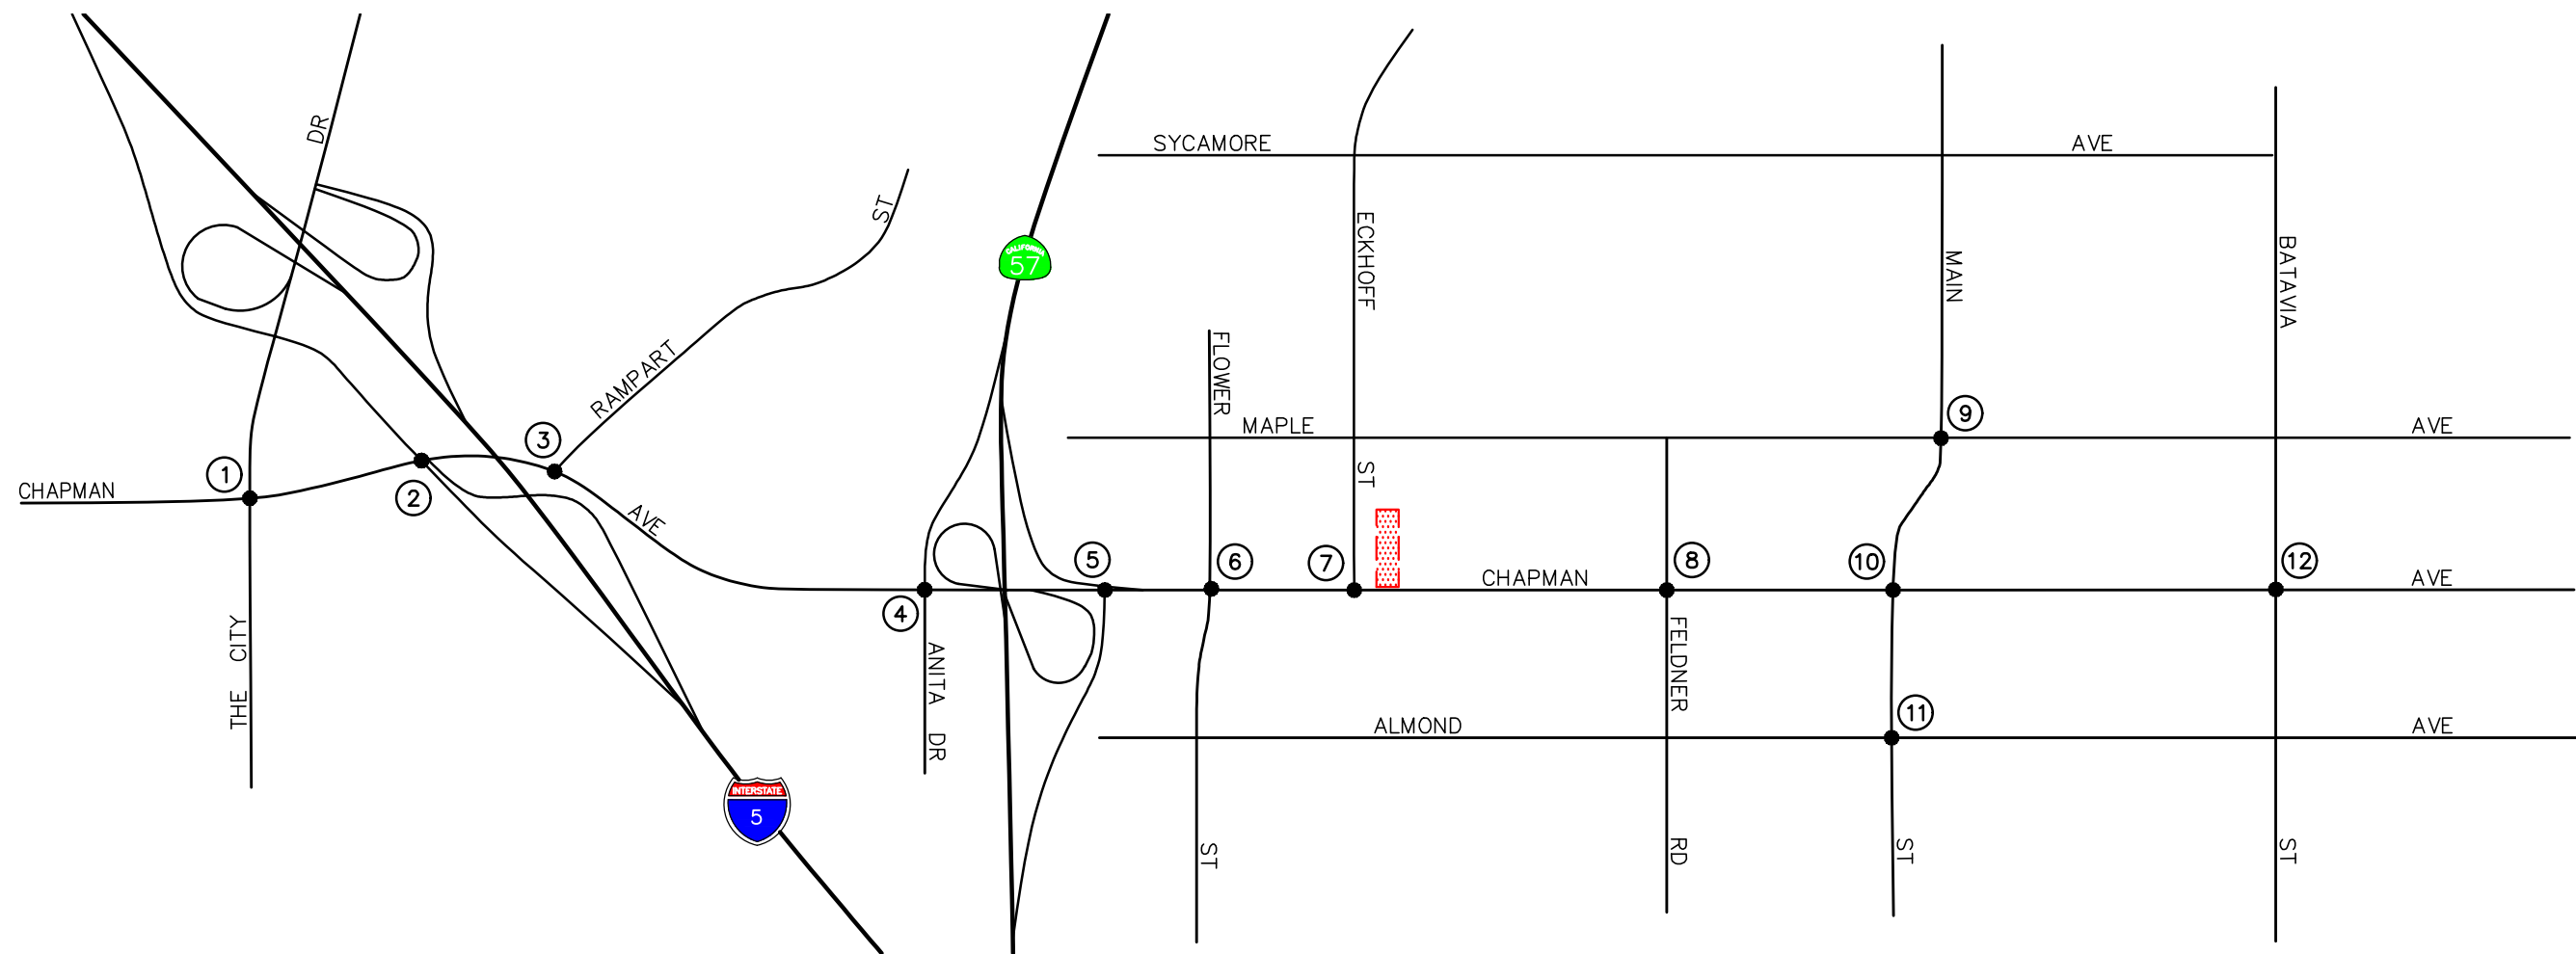 DR
SYCAMORE AVE
ST
CALIFORNIA
57
ECKHOFF
BATAVIA
MAIN
FLOWER
RAMPART
9
MAPLE AVE
3
1
ST
CHAPMAN
2
AVE
5
6
7
8
10
12
CHAPMAN AVE
4
THE CITY
ANITA DR
FELDNER
11
ALMOND AVE
INTERSTATE
5
ST
RD
ST
ST